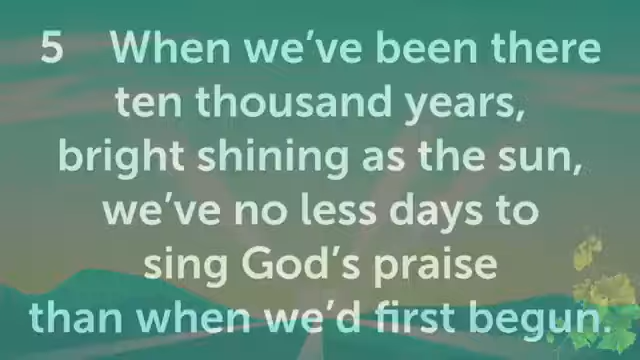 5 When we’ve been there
ten thousand years,
bright shining as the sun,
we’ve no less days to
sing God’s praise
than when we’d first begun.